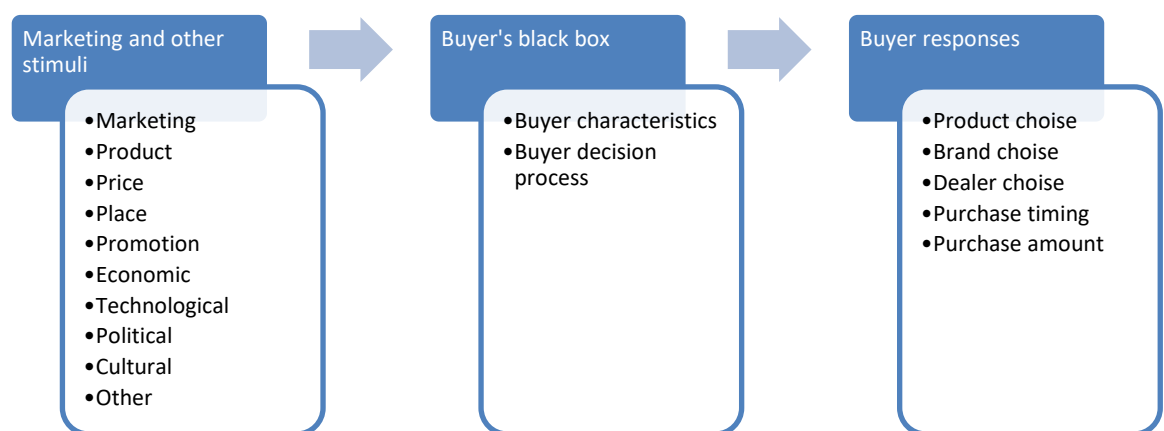 Marketing and other
stimuli
•Marketing
•Product
•Price
•Place
•Promotion
•Economic
•Technological
•Political
•Cultural
•Other
Buyer's black box
•Buyer characteristics
•Buyer decision
process
Buyer responses
•Product choise
•Brand choise
•Dealer choise
•Purchase timing
•Purchase amount